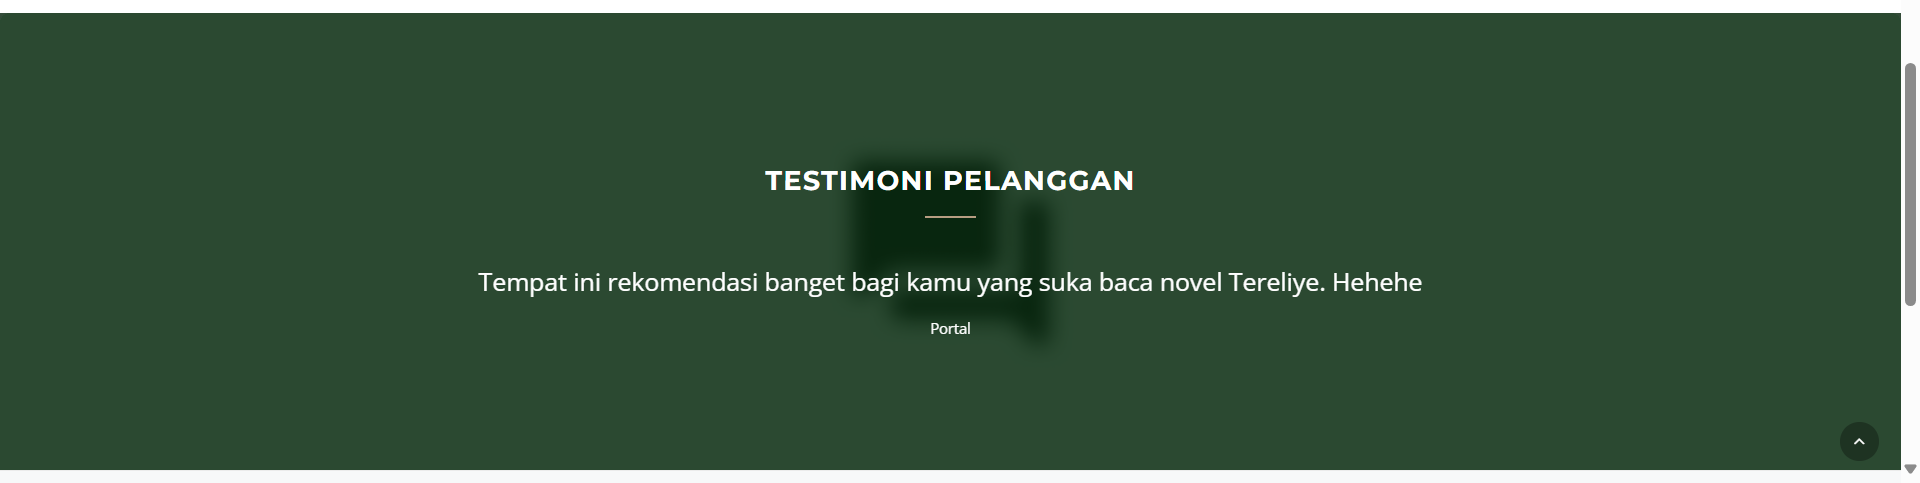 TESTIMONI PELANGGAN
Tempat ini rekomendasi banget bagi kamu yang suka baca novel Tereliye. Hehehe
Portal